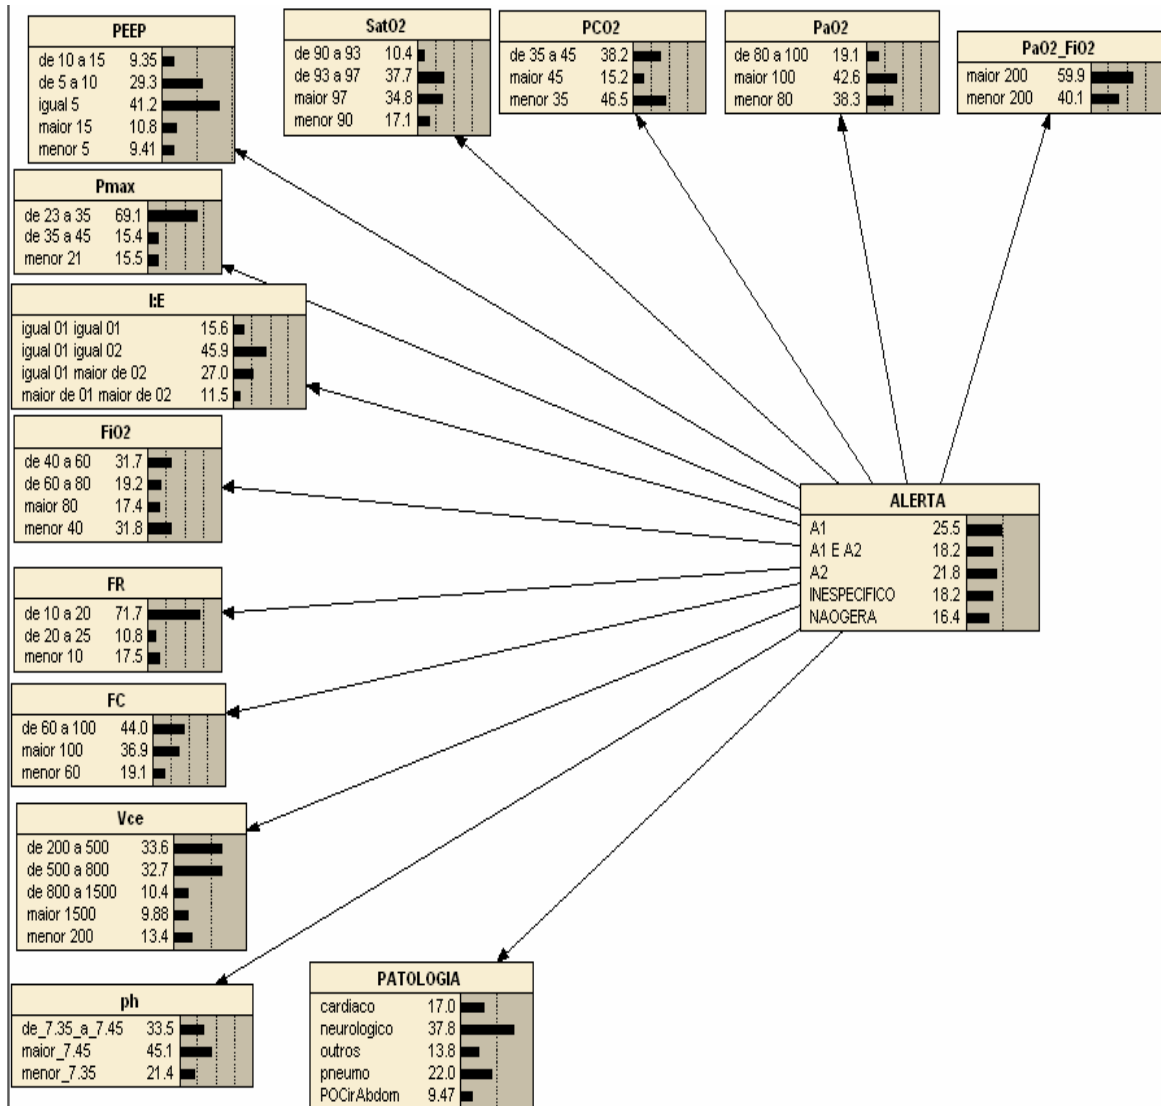 PEEP
de 10 a 15 9.35
de 5 a 10 29.3
igual 5 41.2
maior 15 10.8
menor 5 9.41
SatO2
de 90 a 93 10.4
de 93 a 97 37.7
maior 97 34.8
menor 90 17.1
PCO2
de 35 a 45 38.2
maior 45 15.2
menor 35 46.5
PaO2
de 80 a 100 19.1
maior 100 42.6
menor 80 38.3
PaO2_FiO2
maior 200 59.9
menor 200 40.1
Pmax
de 23 a 35 69.1
de 35 a 45 15.4
menor 21 15.5
I:E
igual 01 igual 01 15.6
igual 01 igual 02 45.9
igual 01 maior de 02 27.0
maior de 01 maior de 02 11.5
FiO2
de 40 a 60 31.7
de 60 a 80 19.2
maior 80 17.4
menor 40 31.8
ALERTA
A1 25.5
A1 E A2 18.2
A2 21.8
INESPECIFICO 18.2
NAOGERA 16.4
FR
de 10 a 20 71.7
de 20 a 25 10.8
menor 10 17.5
FC
de 60 a 100 44.0
maior 100 36.9
menor 60 19.1
Vce
de 200 a 500 33.6
de 500 a 800 32.7
de 800 a 1500 10.4
maior 1500 9.88
menor 200 13.4
ph
de_7.35_a_7.45 33.5
maior_7.45 45.1
menor_7.35 21.4
PATOLOGIA
cardiaco 17.0
neurologico 37.8
outros 13.8
pneumo 22.0
POCirAbdom 9.47